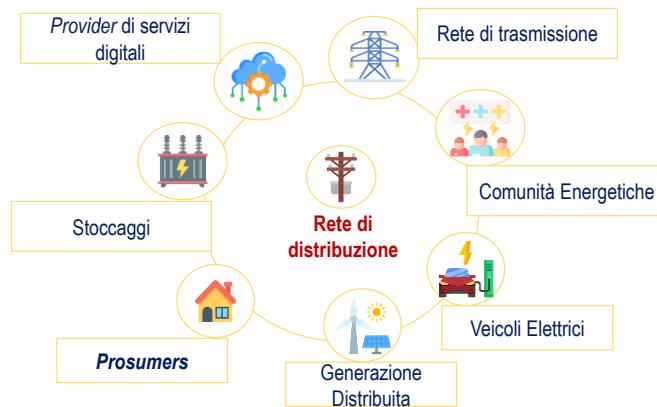 Provider di servizi
digitali
Rete di trasmissione
Comunità Energetiche
Stoccaggi
Rete di
distribuzione
Veicoli Elettrici
Prosumers
Generazione
Distribuita